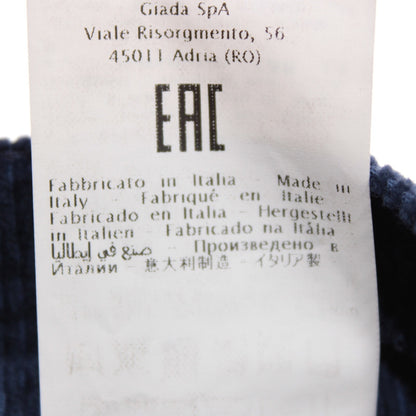 Giada SpA
Viale Risorgmento, 56
45011 Adria (RO)
EAC
Fabbricato in Italia - Made in
Italy - Fabriqué en Italie -
Fabricado en Italia - Hergestellt
in Italien - Fabricado na Itália -
صنع في إيطاليا - Произведено в
Италии - 意大利制造 - イタリア製